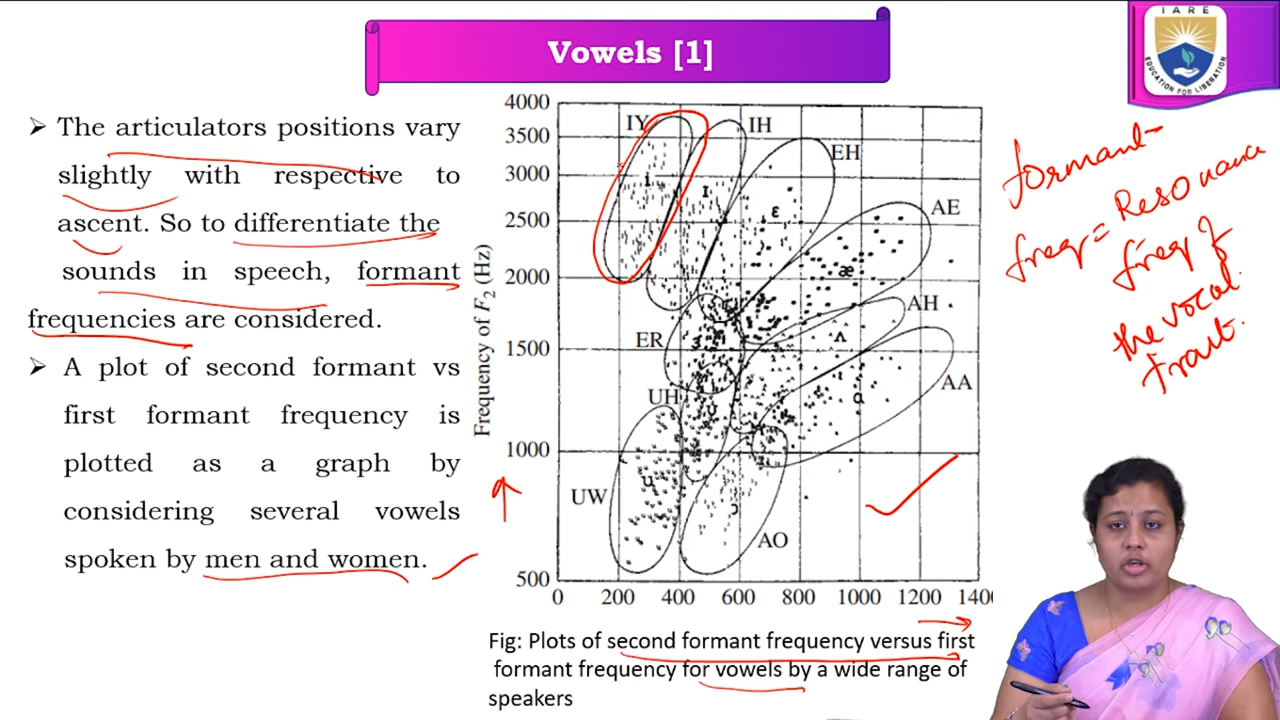 Vowels [1]
IARE
EDUCATION FOR LIBERATION
➢ The articulators positions vary
slightly with respective to
ascent. So to differentiate the
sounds in speech, formant
frequencies are considered.
➢ A plot of second formant vs
first formant frequency is
plotted as a graph by
considering several vowels
spoken by men and women.
Frequency of F2 (Hz)
4000
3500
3000
2500
2000
1500
1000
500
0 200 400 600 800 1000 1200 1400
IY
IH
EH
AE
AH
AA
ER
UH
UW
AO
i
I
ɛ
æ
ʌ
ɑ
ɝ
U
u
ɔ
Fig: Plots of second formant frequency versus first
formant frequency for vowels by a wide range of
speakers
formant-
freq = Resonance
freq of
the vocal
tract.